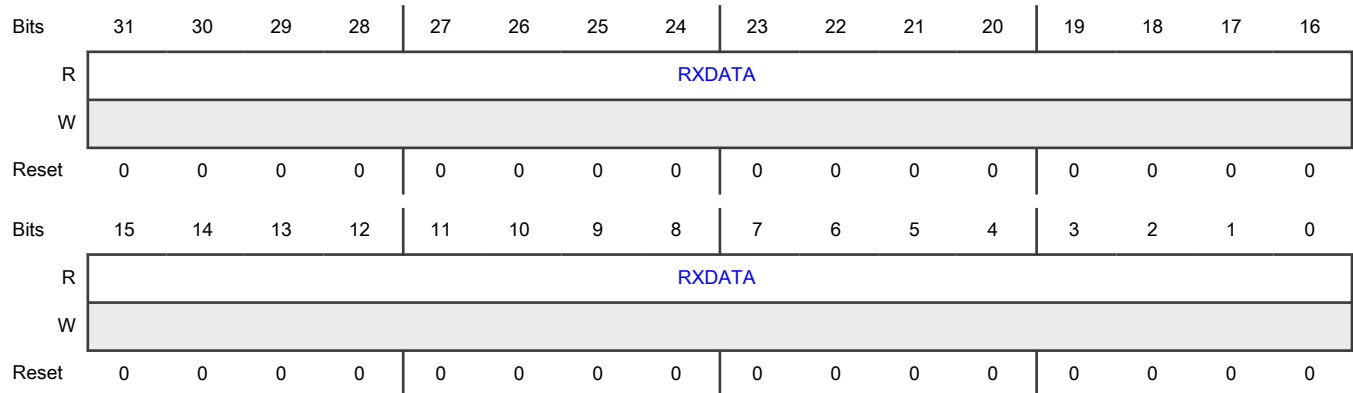 Bits 31 30 29 28 27 26 25 24 23 22 21 20 19 18 17 16
R RXDATA
W
Reset 0 0 0 0 0 0 0 0 0 0 0 0 0 0 0 0
Bits 15 14 13 12 11 10 9 8 7 6 5 4 3 2 1 0
R RXDATA
W
Reset 0 0 0 0 0 0 0 0 0 0 0 0 0 0 0 0